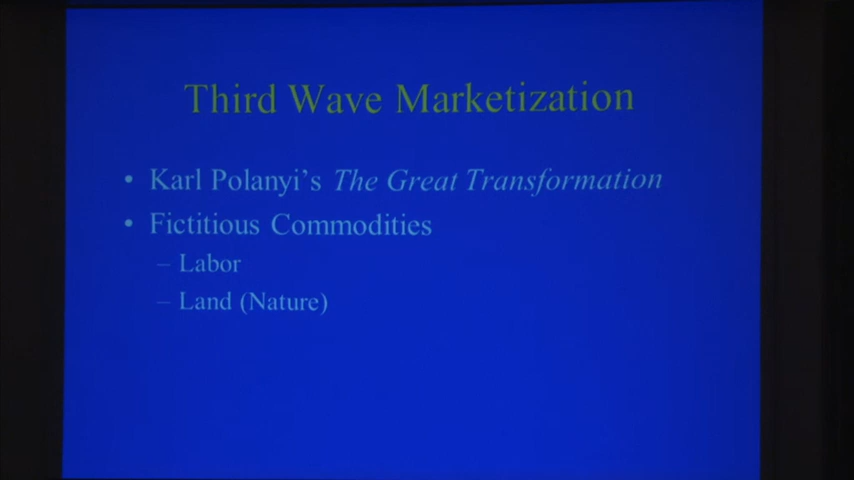 Third Wave Marketization
• Karl Polanyi's The Great Transformation
• Fictitious Commodities
– Labor
– Land (Nature)